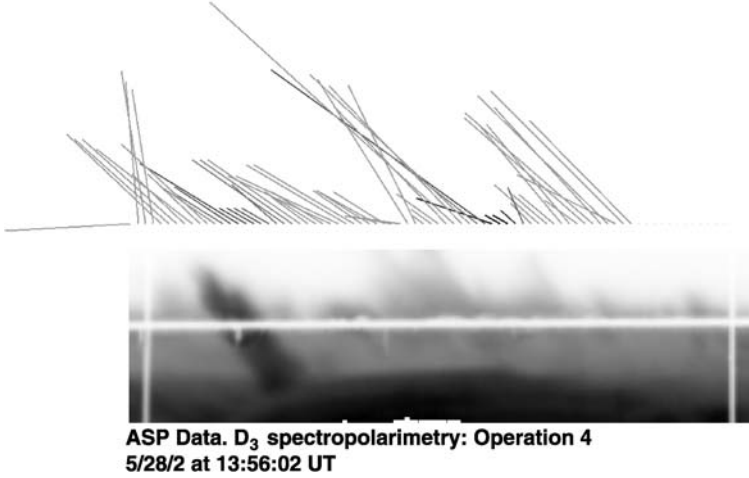 ASP Data. D₃ spectropolarimetry: Operation 4
5/28/2 at 13:56:02 UT